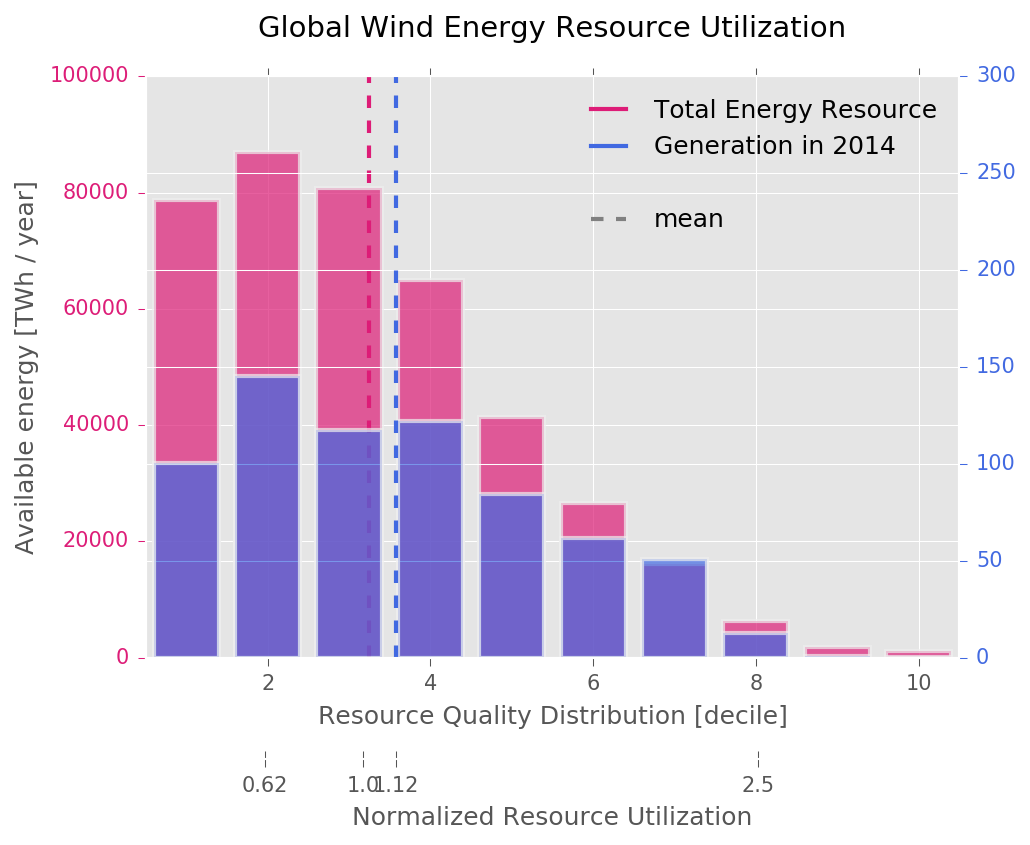 Global Wind Energy Resource Utilization
100000
80000
60000
40000
20000
0
Available energy [TWh / year]
300
250
200
150
100
50
0
Total Energy Resource
Generation in 2014
mean
2 4 6 8 10
Resource Quality Distribution [decile]
0.62 1.0 1.12 2.5
Normalized Resource Utilization